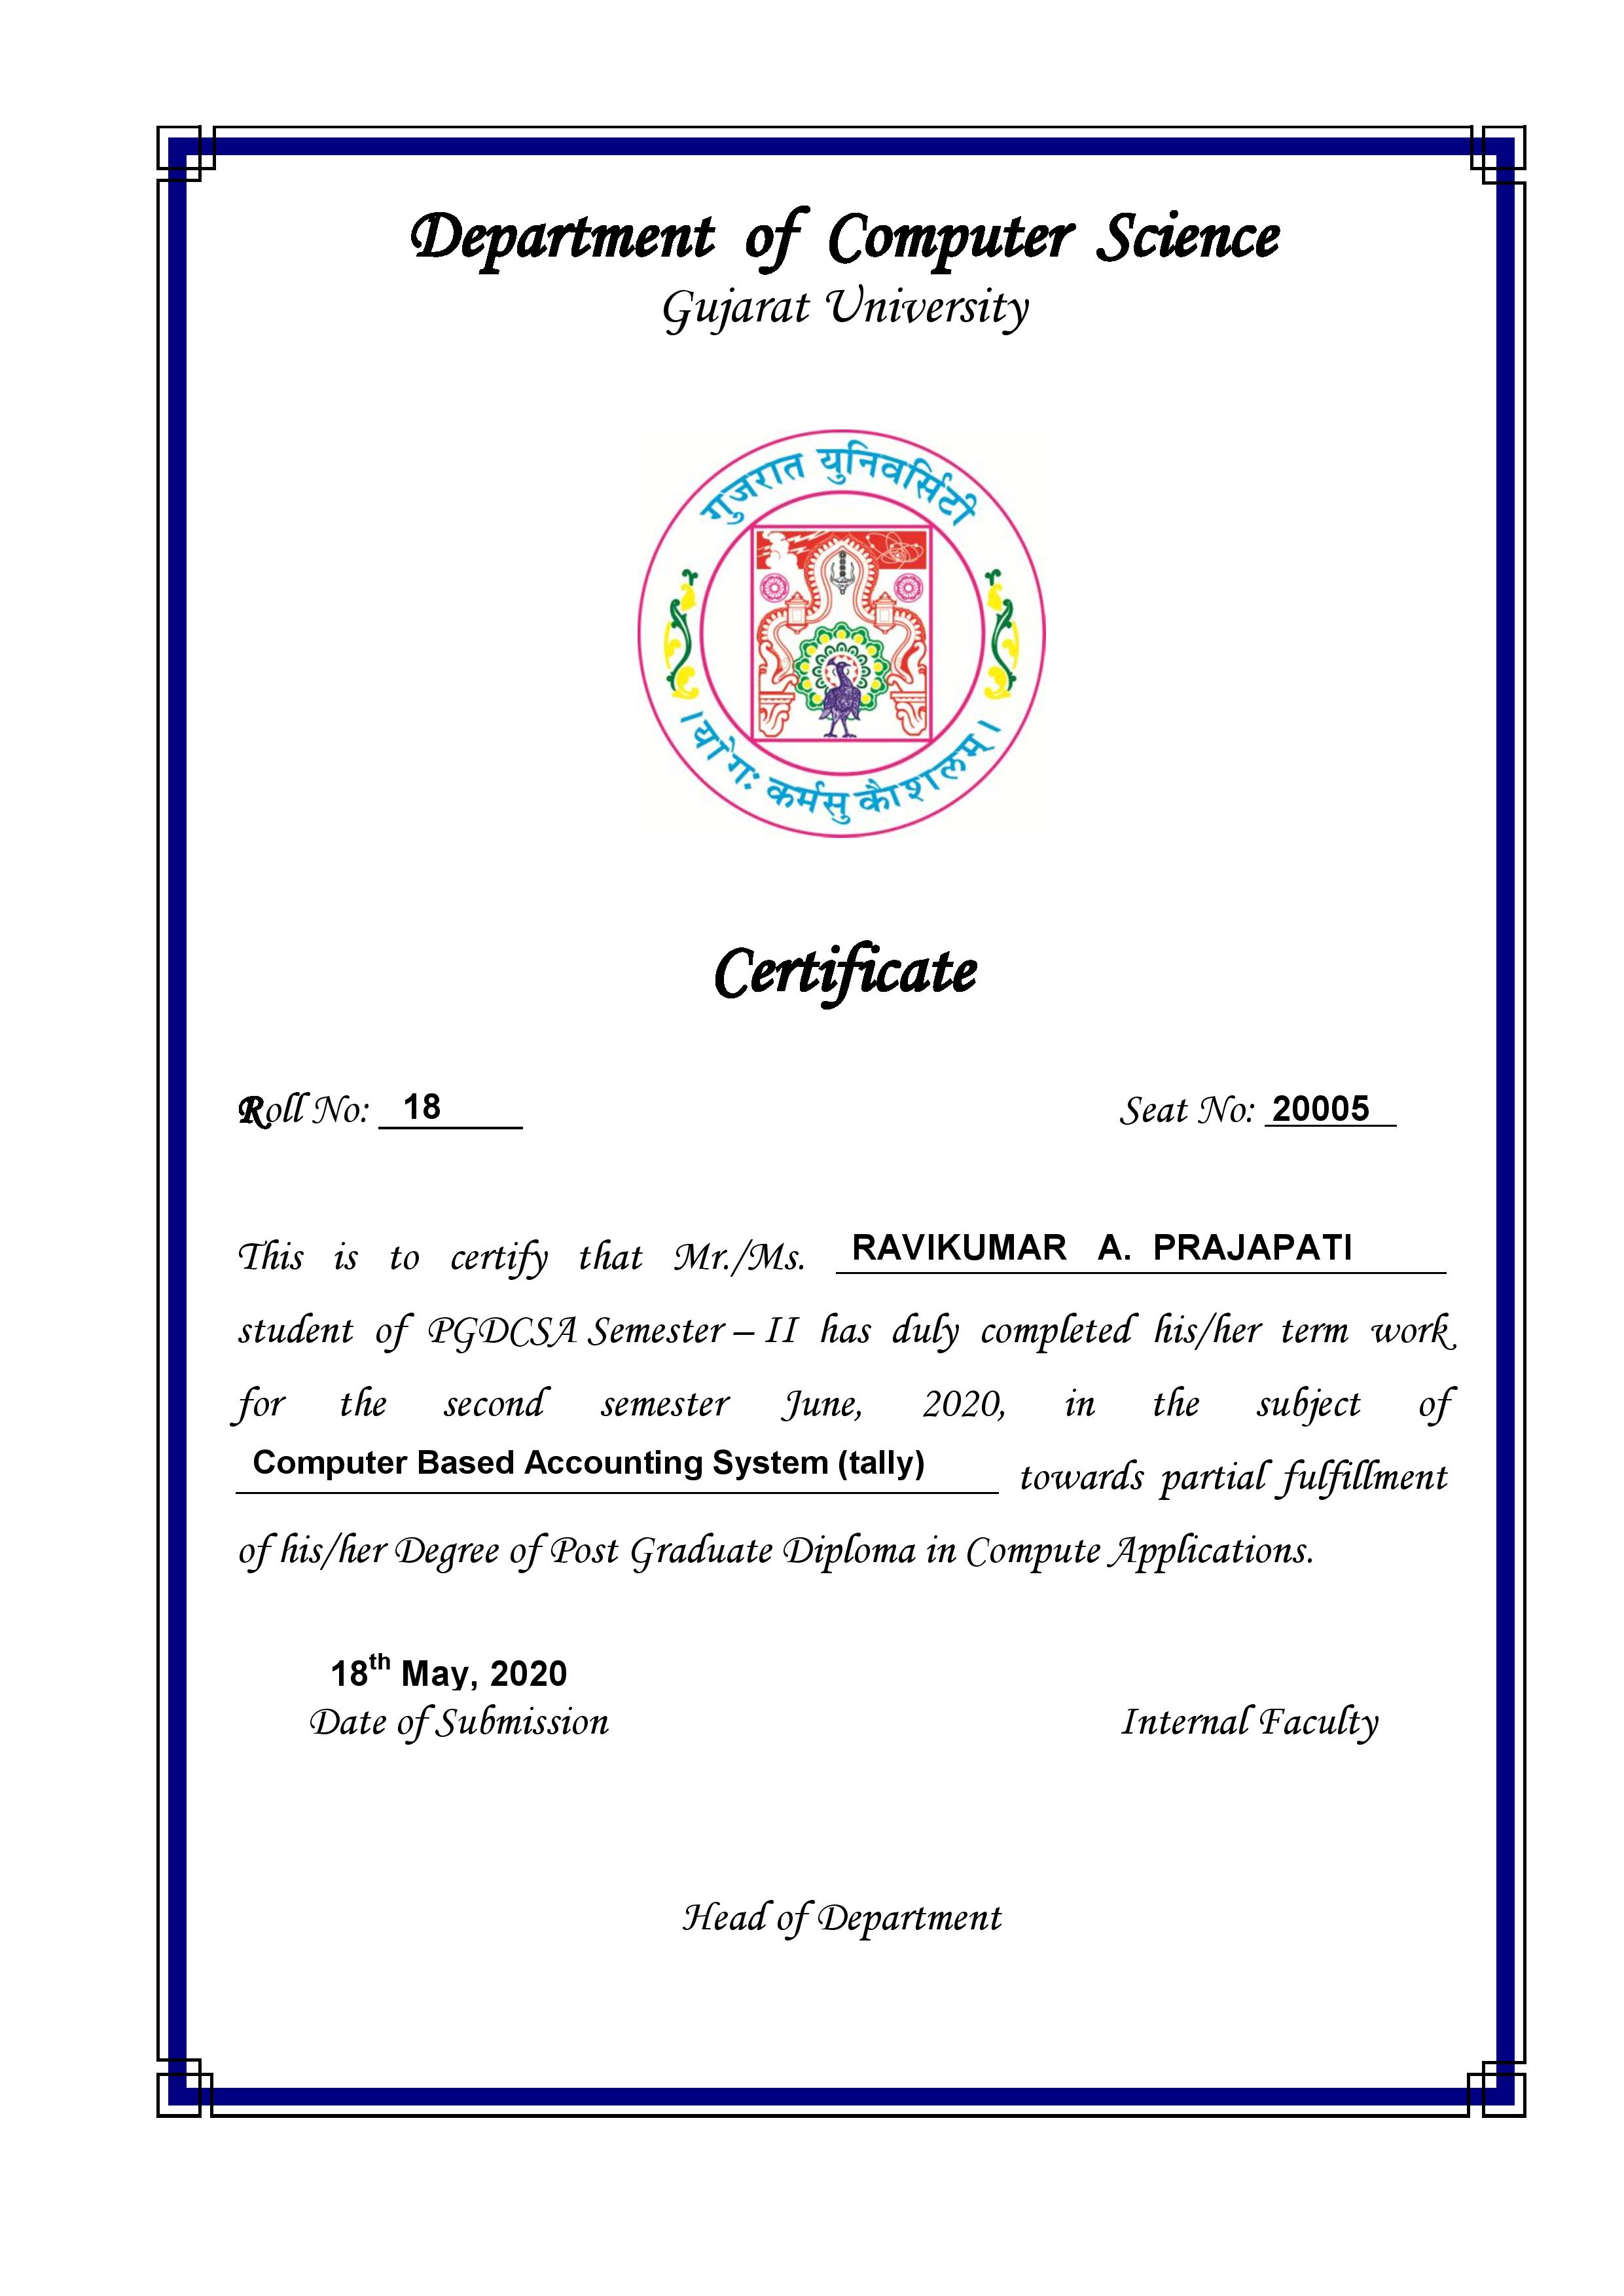 Department of Computer Science
Gujarat University
गुजरात युनिवर्सिटी
। योगः कर्मसु कौशलम् ।
Certificate
Roll No: 18 Seat No: 20005
This is to certify that Mr./Ms. RAVIKUMAR A. PRAJAPATI
student of PGDCSA Semester – II has duly completed his/her term work
for the second semester June, 2020, in the subject of
Computer Based Accounting System (tally) towards partial fulfillment
of his/her Degree of Post Graduate Diploma in Compute Applications.
18th May, 2020
Date of Submission Internal Faculty
Head of Department